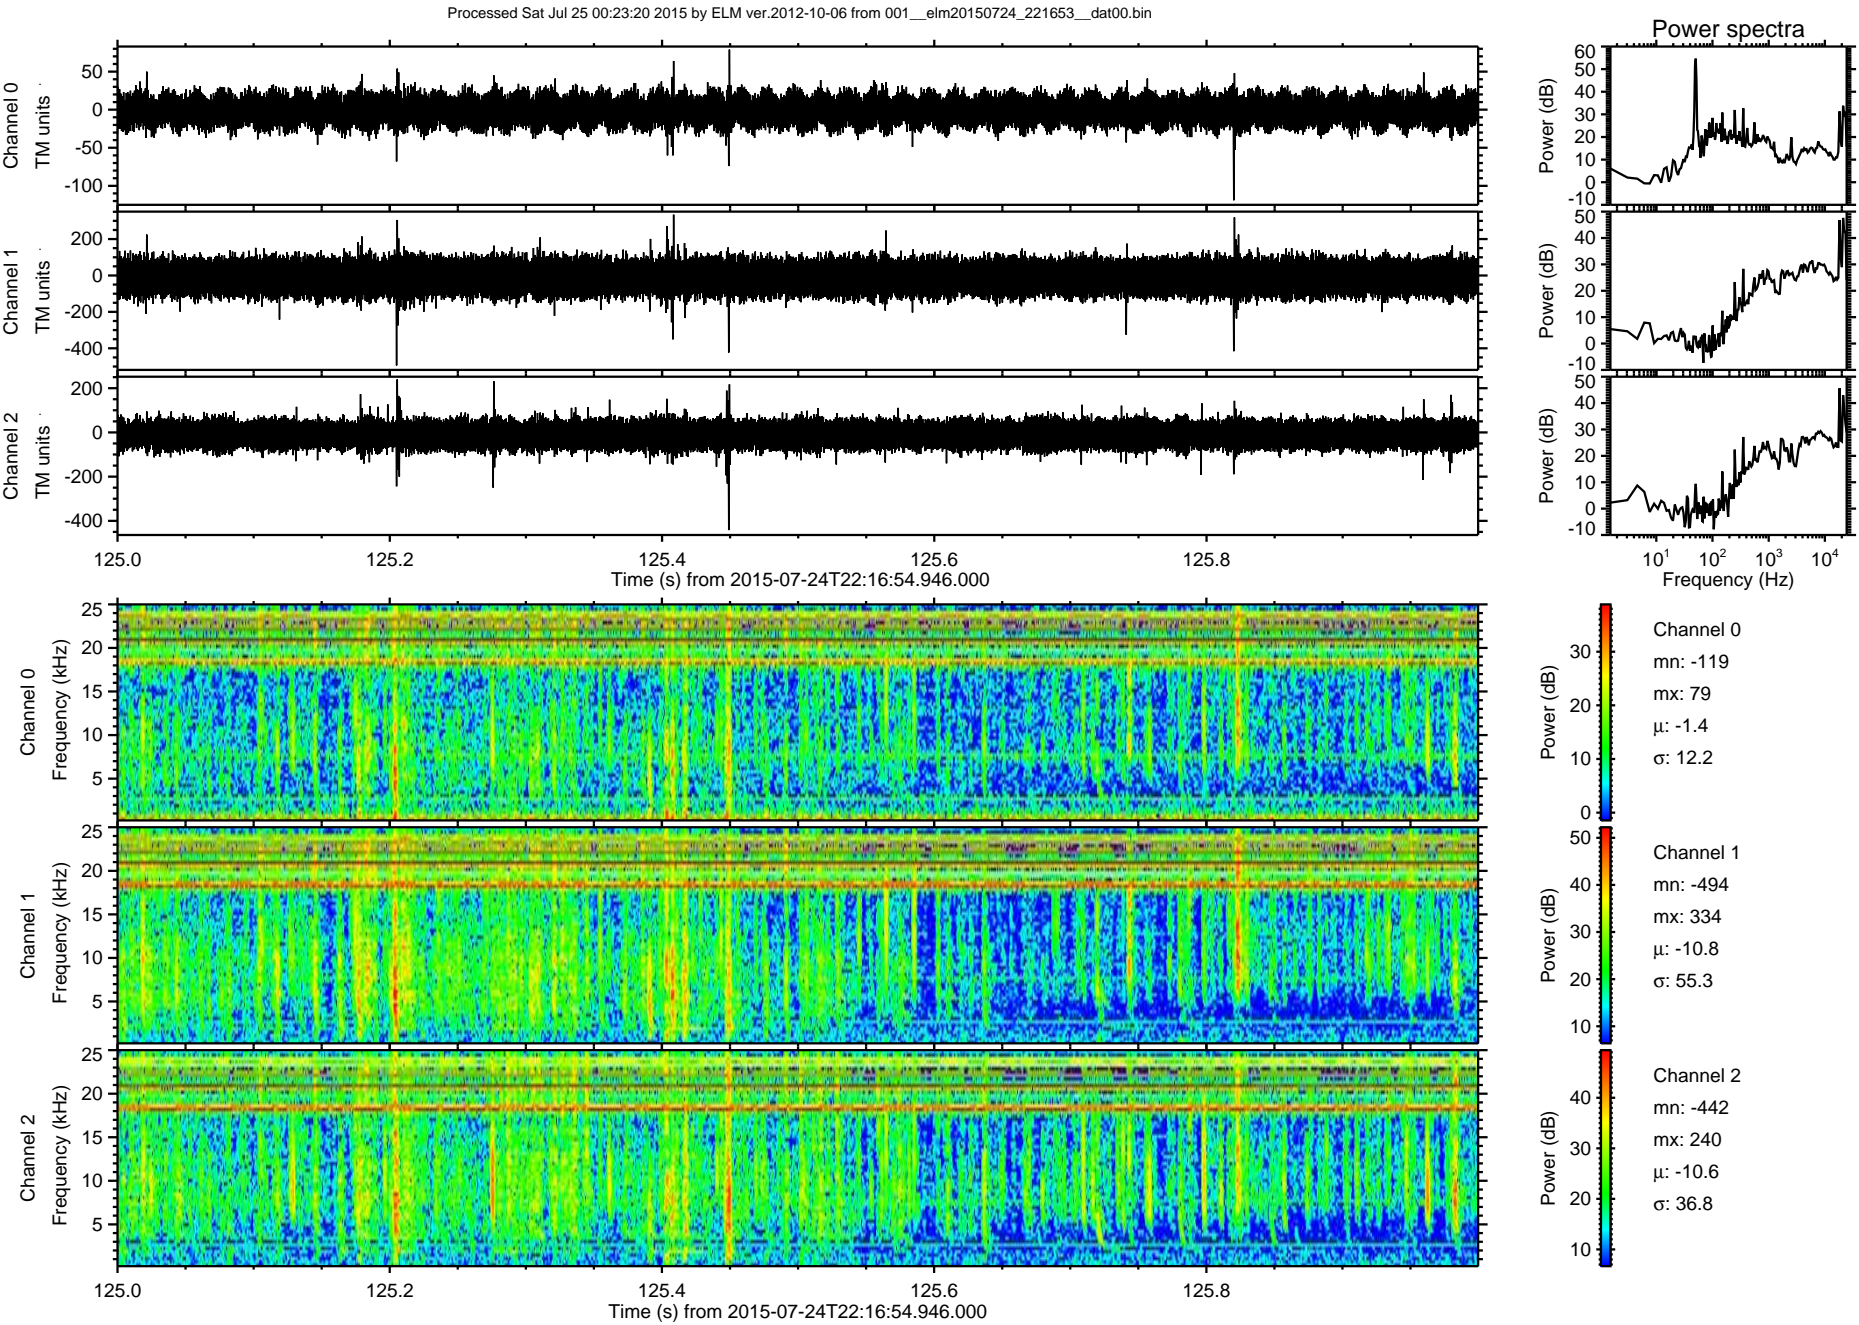 Processed Sat Jul 25 00:23:20 2015 by ELM ver.2012-10-06 from 001__elm20150724_221653__dat00.bin
Power spectra
Channel 0
TM units
50
0
-50
-100
Power (dB)
60
50
40
30
20
10
0
-10
Channel 1
TM units
200
0
-200
-400
Power (dB)
50
40
30
20
10
0
-10
Channel 2
TM units
200
0
-200
-400
Power (dB)
50
40
30
20
10
0
-10
125.0 125.2 125.4 125.6 125.8
Time (s) from 2015-07-24T22:16:54.946.000
10¹ 10² 10³ 10⁴
Frequency (Hz)
Channel 0
Frequency (kHz)
25
20
15
10
5
Power (dB)
30
20
10
0
Channel 0
mn: -119
mx: 79
μ: -1.4
σ: 12.2
Channel 1
Frequency (kHz)
25
20
15
10
5
Power (dB)
50
40
30
20
10
Channel 1
mn: -494
mx: 334
μ: -10.8
σ: 55.3
Channel 2
Frequency (kHz)
25
20
15
10
5
Power (dB)
40
30
20
10
Channel 2
mn: -442
mx: 240
μ: -10.6
σ: 36.8
125.0 125.2 125.4 125.6 125.8
Time (s) from 2015-07-24T22:16:54.946.000